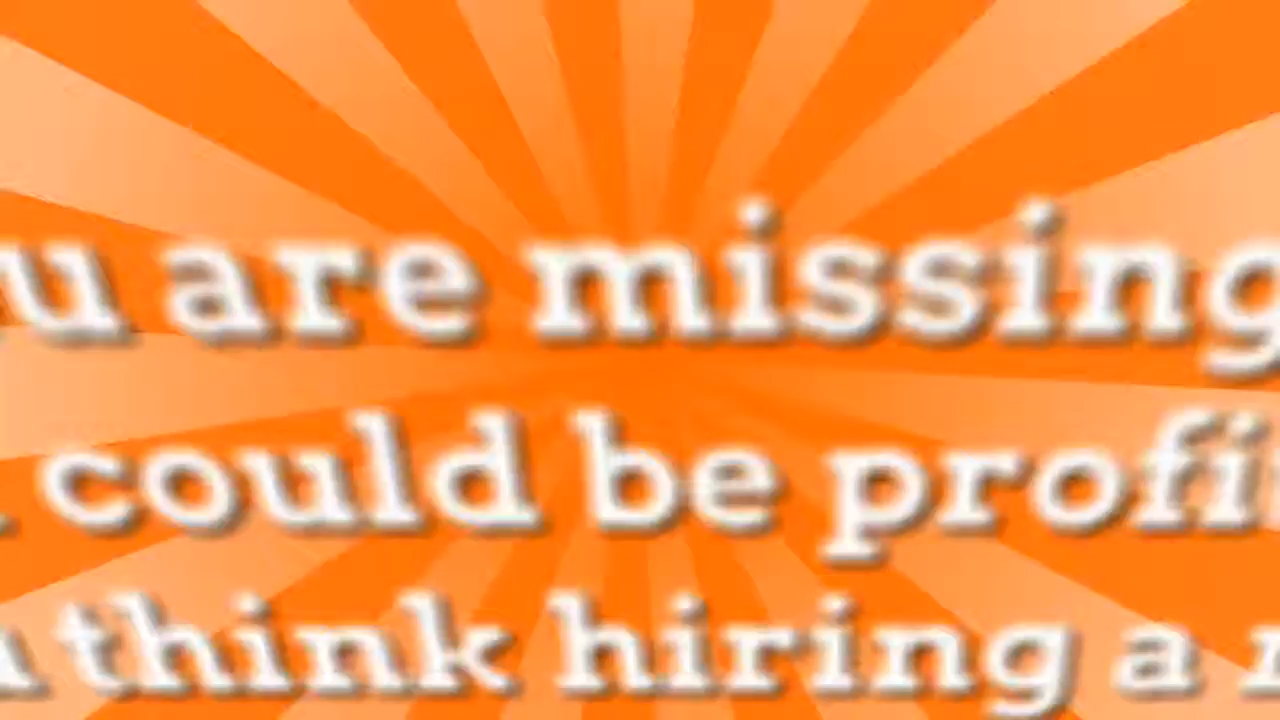 u are missing
could be profi
think hiring a